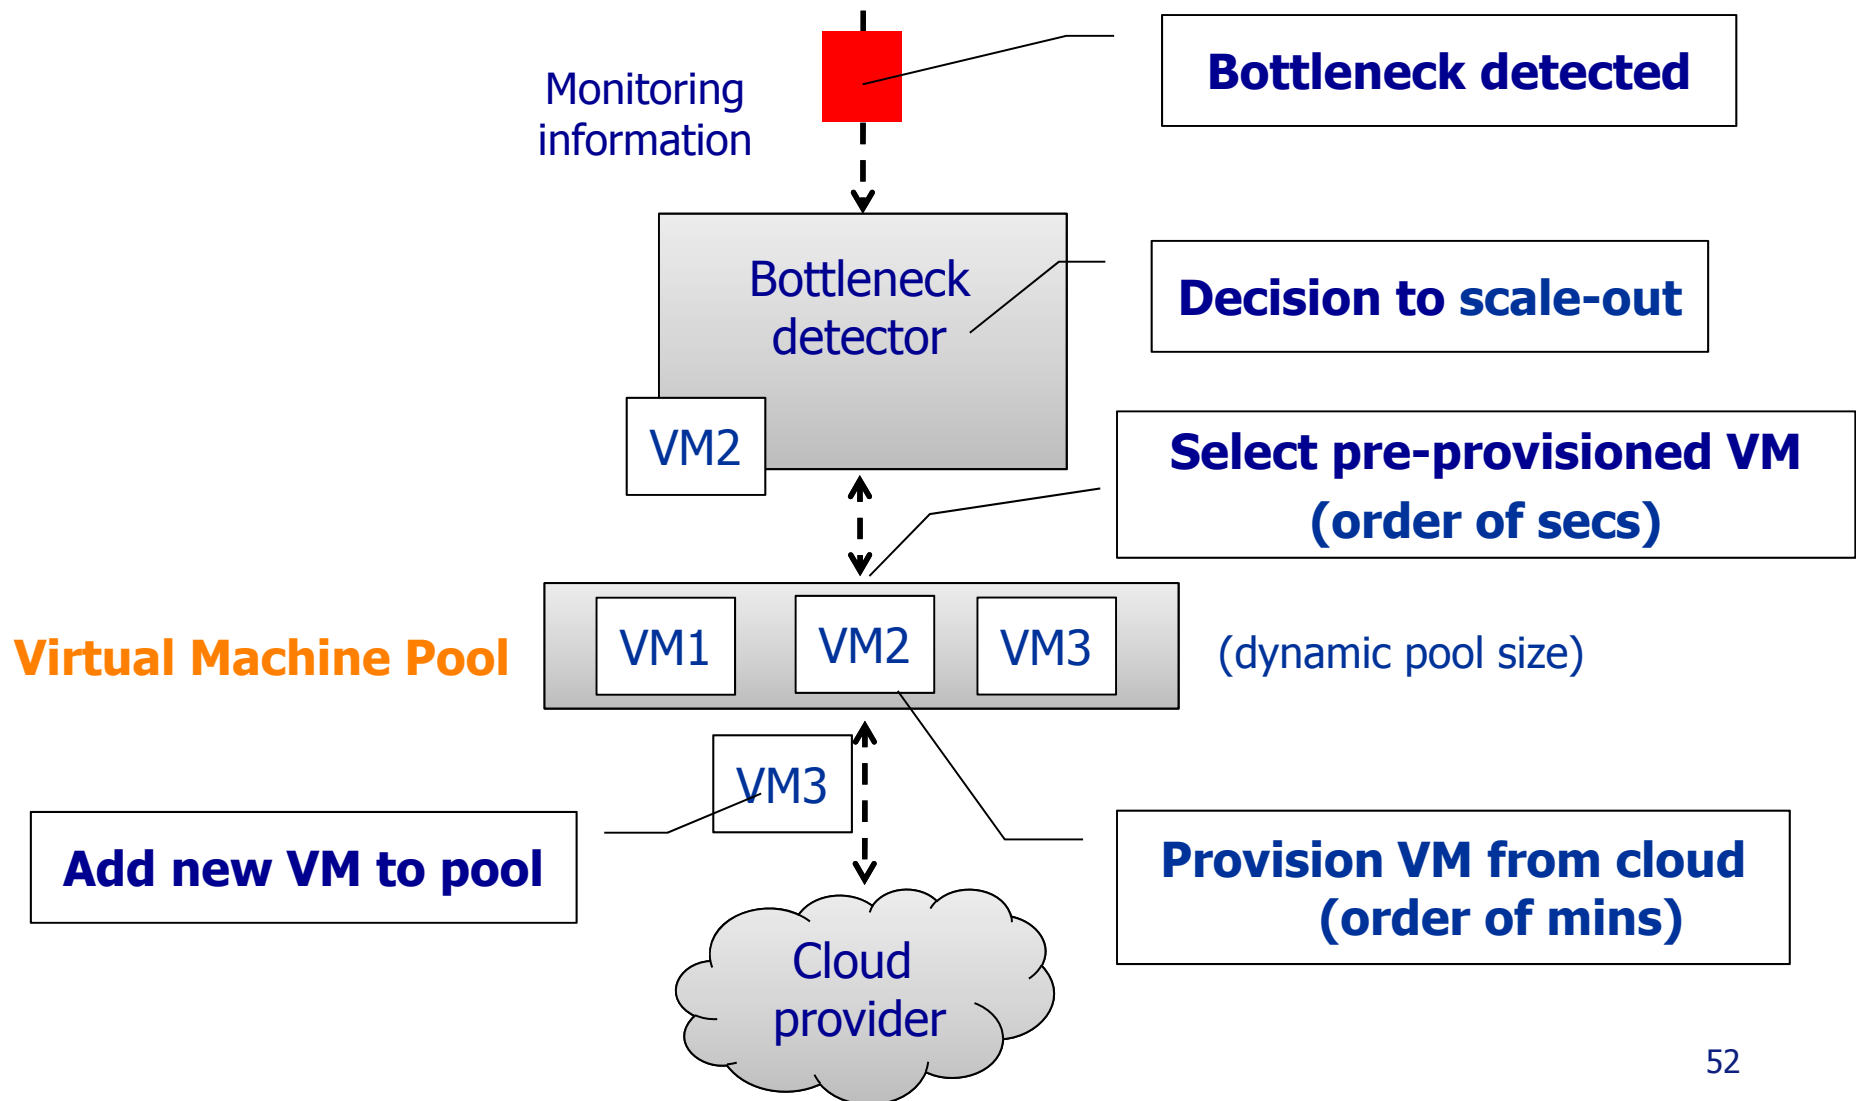 Monitoring
information
Bottleneck detected
Bottleneck
detector
Decision to scale-out
VM2
Select pre-provisioned VM
(order of secs)
Virtual Machine Pool
VM1
VM2
VM3
(dynamic pool size)
VM3
Add new VM to pool
Provision VM from cloud
(order of mins)
Cloud
provider
52